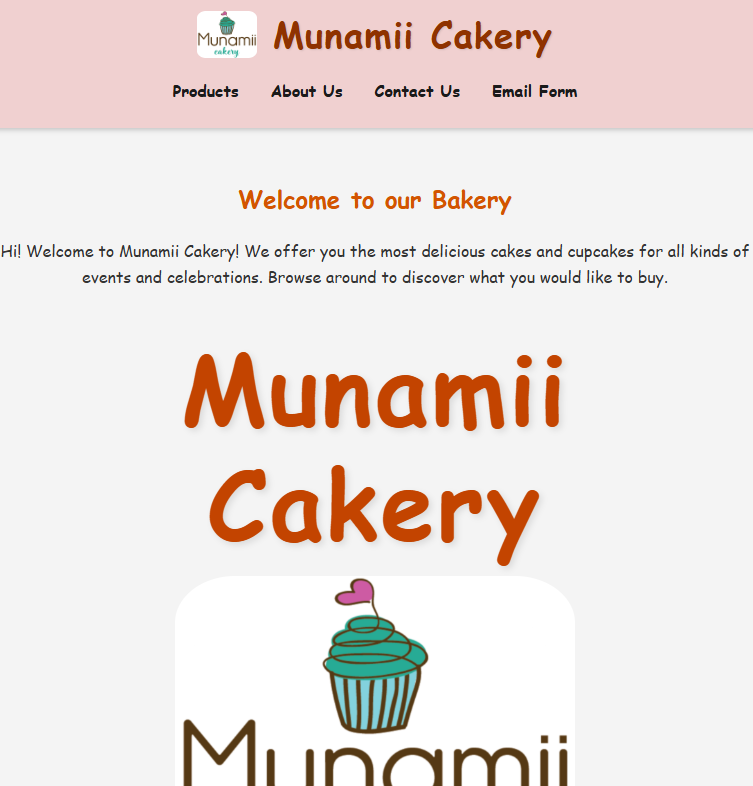 Munamii
cakery
Munamii Cakery
Products About Us Contact Us Email Form
Welcome to our Bakery
Hi! Welcome to Munamii Cakery! We offer you the most delicious cakes and cupcakes for all kinds of
events and celebrations. Browse around to discover what you would like to buy.
Munamii
Cakery
Munamii